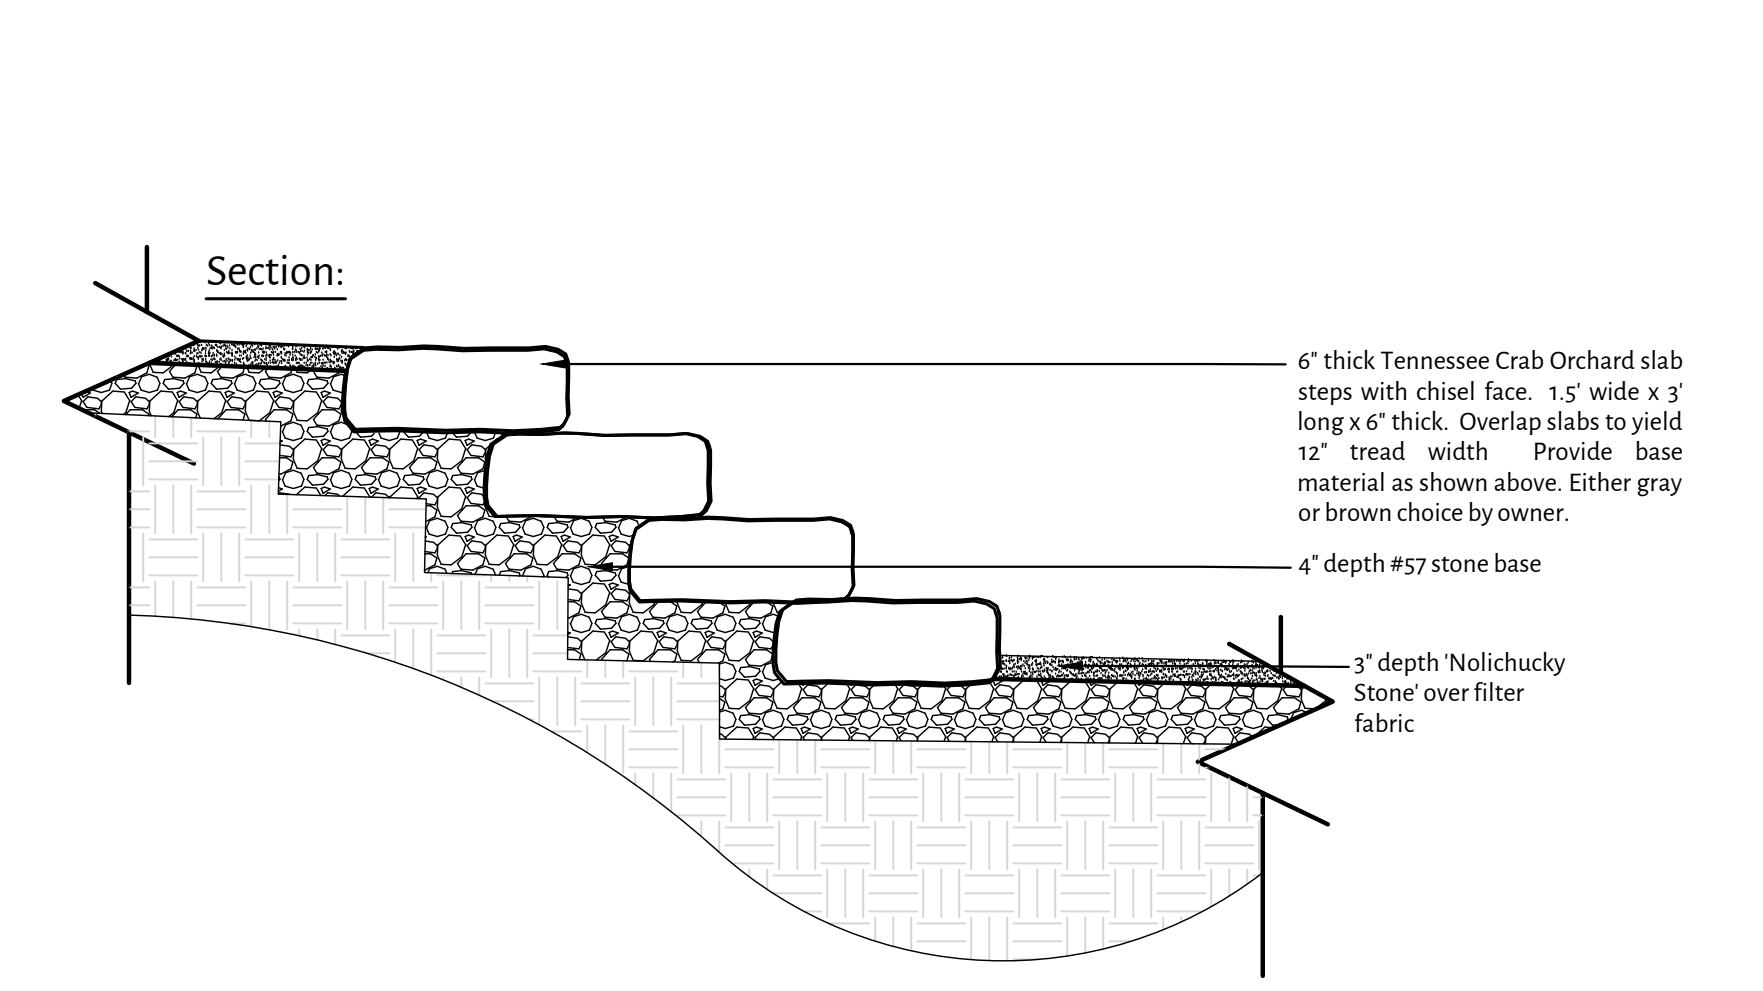 Section:
6" thick Tennessee Crab Orchard slab
steps with chisel face. 1.5' wide x 3'
long x 6" thick. Overlap slabs to yield
12" tread width Provide base
material as shown above. Either gray
or brown choice by owner.
4" depth #57 stone base
3" depth 'Nolichucky
Stone' over filter
fabric